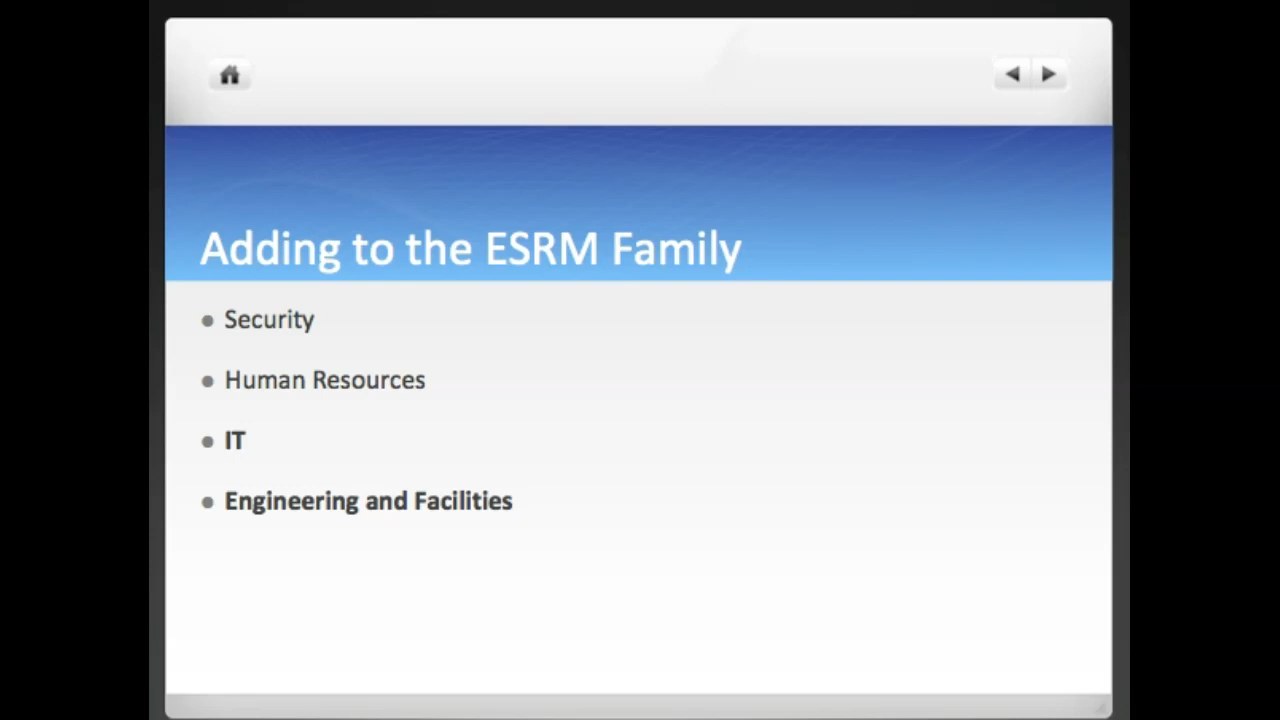 Adding to the ESRM Family
Security
Human Resources
IT
Engineering and Facilities